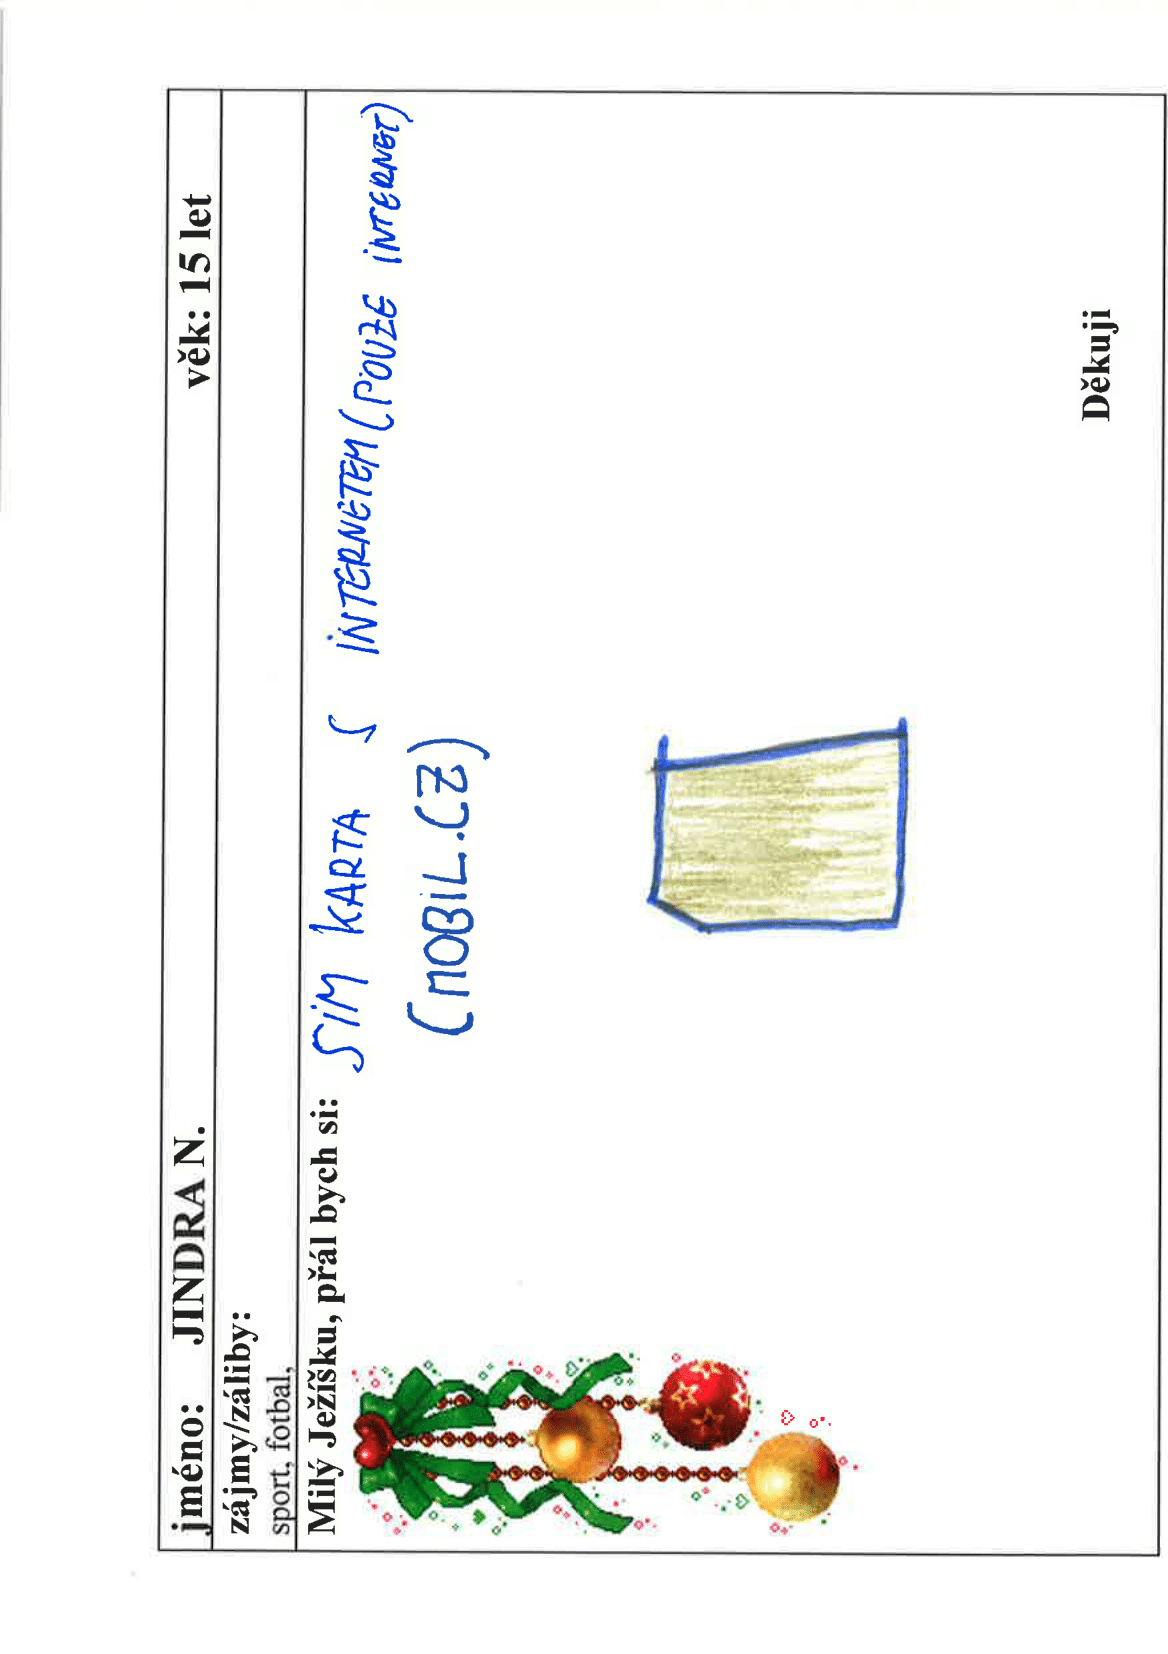 jméno: JINDRA N. věk: 15 let
zájmy/záliby:
sport, fotbal,
Milý Ježíšku, přál bych si: SIM KARTA S INTERNETEM (POUZE INTERNET)
(MOBIL.CZ)
Děkuji